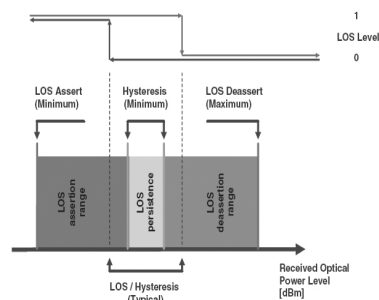 1
LOS Level
0
LOS Assert
(Minimum)
Hysteresis
(Minimum)
LOS Deassert
(Maximum)
LOS
assertion
range
LOS
persistence
LOS
deassertion
range
Received Optical
Power Level
[dBm]
LOS / Hysteresis
(Typical)